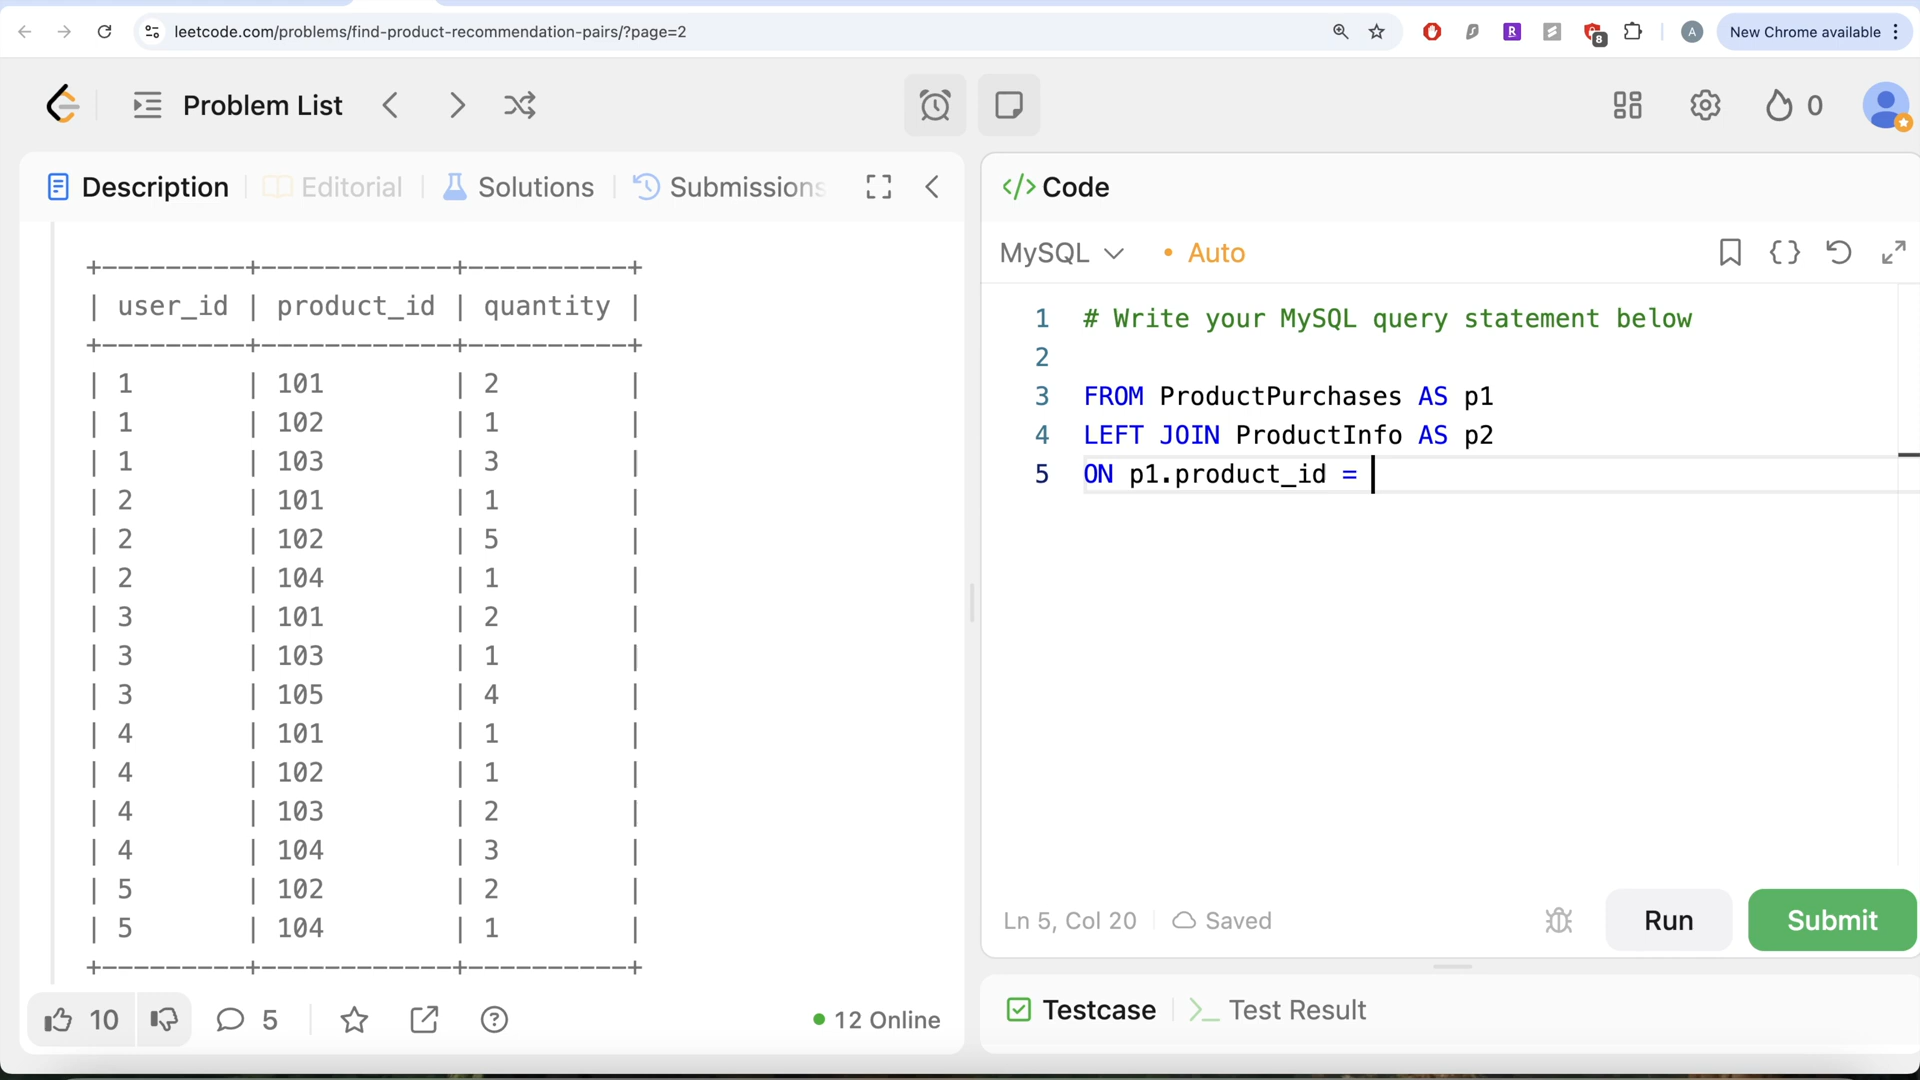 leetcode.com/problems/find-product-recommendation-pairs/?page=2
R
8
A
New Chrome available
Problem List
0
Description
Editorial
Solutions
Submissions
</> Code
MySQL
Auto
+---------+------------+----------+
| user_id | product_id | quantity |
+---------+------------+----------+
| 1 | 101 | 2 |
| 1 | 102 | 1 |
| 1 | 103 | 3 |
| 2 | 101 | 1 |
| 2 | 102 | 5 |
| 2 | 104 | 1 |
| 3 | 101 | 2 |
| 3 | 103 | 1 |
| 3 | 105 | 4 |
| 4 | 101 | 1 |
| 4 | 102 | 1 |
| 4 | 103 | 2 |
| 4 | 104 | 3 |
| 5 | 102 | 2 |
| 5 | 104 | 1 |
+---------+------------+----------+
10
5
12 Online
1 # Write your MySQL query statement below
2
3 FROM ProductPurchases AS p1
4 LEFT JOIN ProductInfo AS p2
5 ON p1.product_id =
Ln 5, Col 20
Saved
Run
Submit
Testcase
Test Result